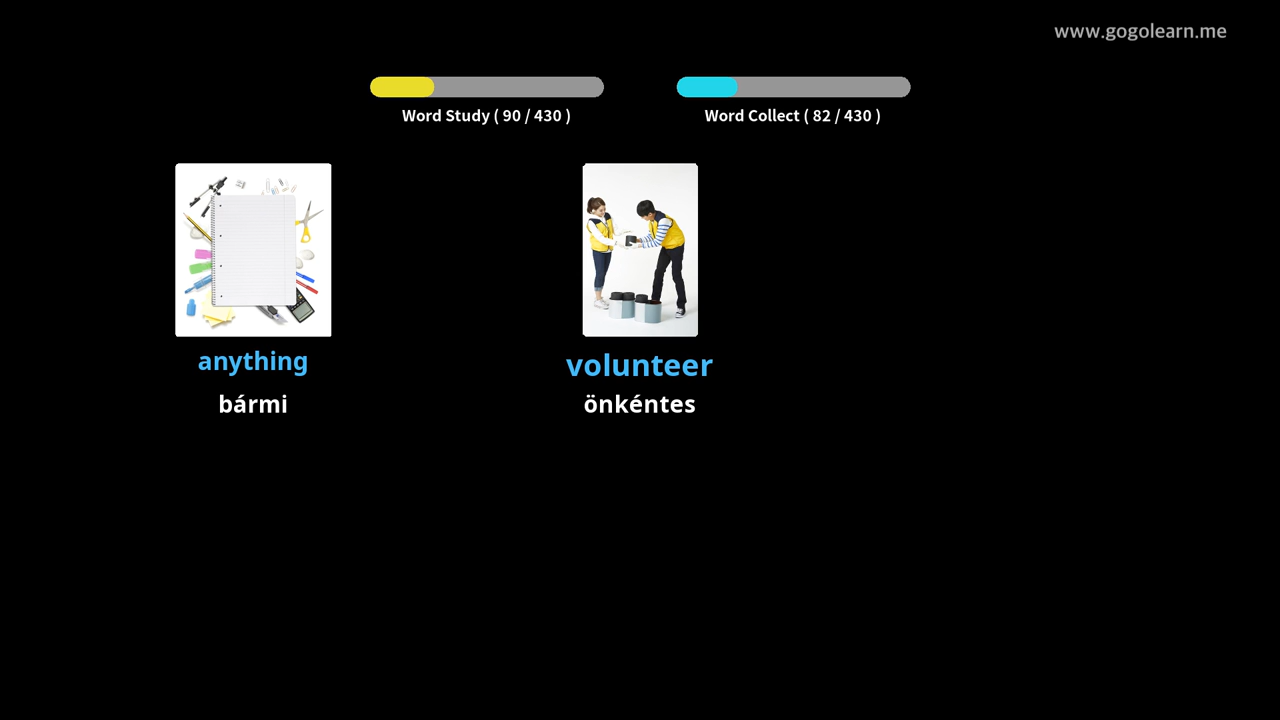 www.gogolearn.me
Word Study ( 90 / 430 )
Word Collect ( 82 / 430 )
anything
bármi
volunteer
önkéntes